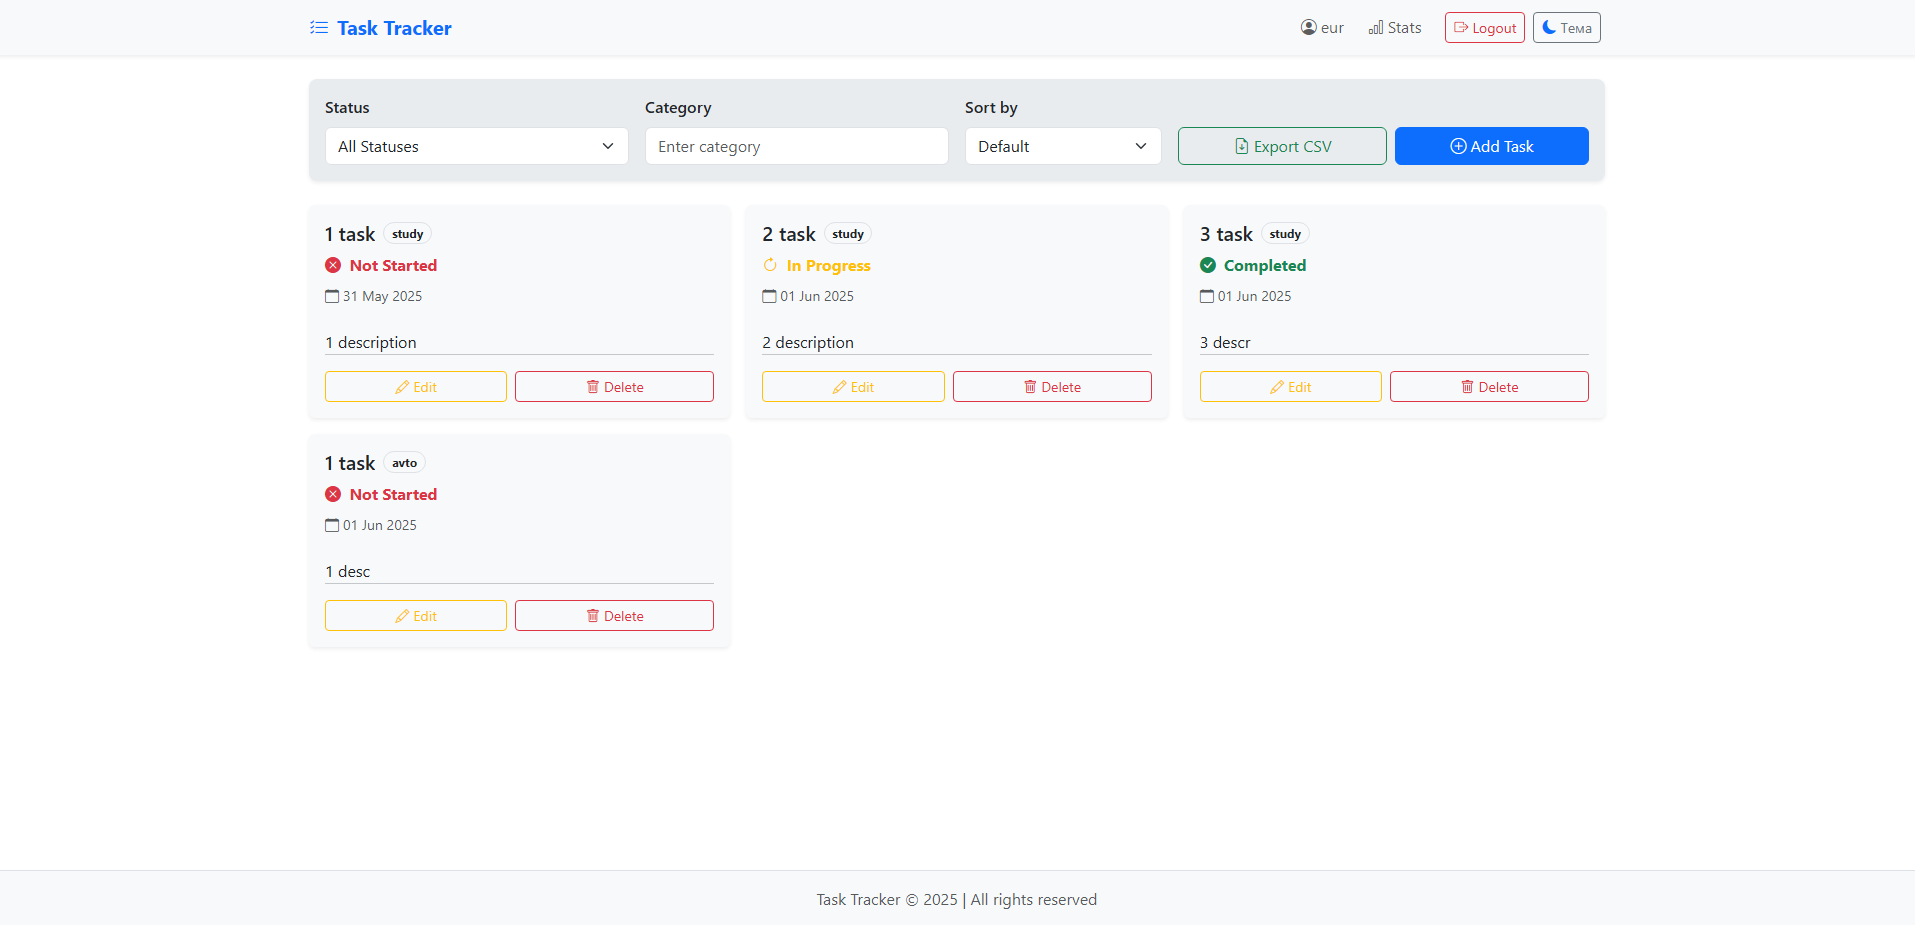 Task Tracker
eur
Stats
Logout
Тема
Status
Category
Sort by
All Statuses
Enter category
Default
Export CSV
Add Task
1 task study
Not Started
31 May 2025
1 description
Edit
Delete
2 task study
In Progress
01 Jun 2025
2 description
Edit
Delete
3 task study
Completed
01 Jun 2025
3 descr
Edit
Delete
1 task avto
Not Started
01 Jun 2025
1 desc
Edit
Delete
Task Tracker © 2025 | All rights reserved